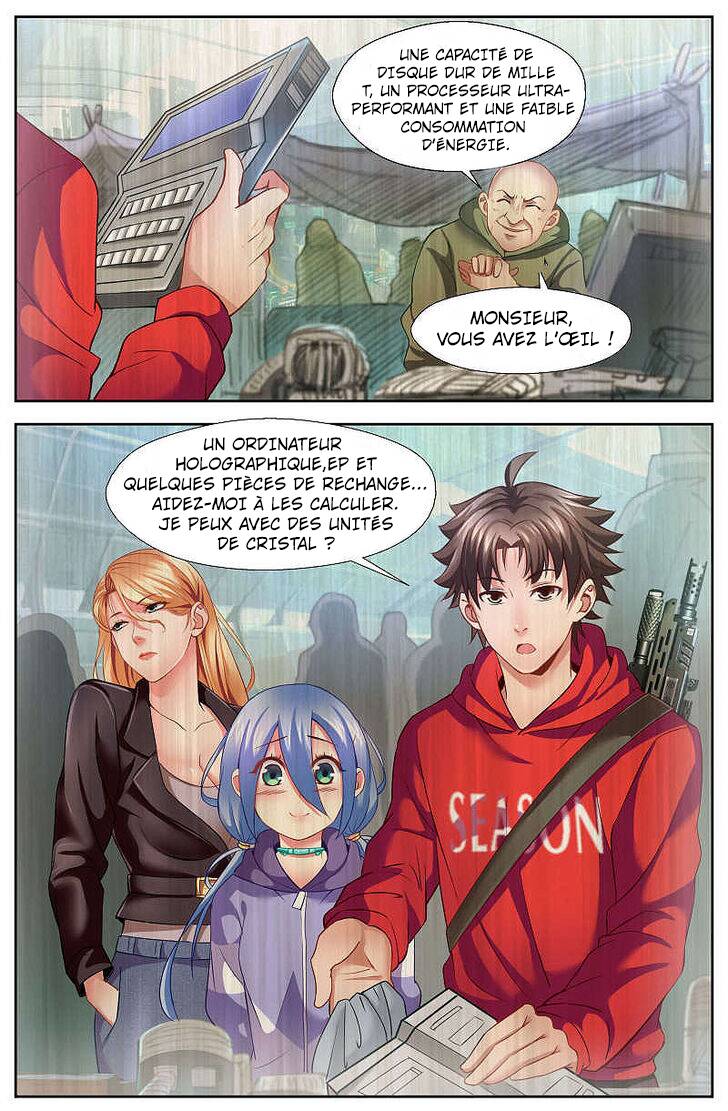 UNE CAPACITÉ DE
DISQUE DUR DE MILLE
T, UN PROCESSEUR ULTRA-
PERFORMANT ET UNE FAIBLE
CONSOMMATION
D'ÉNERGIE.
MONSIEUR,
VOUS AVEZ L'ŒIL !
UN ORDINATEUR
HOLOGRAPHIQUE,EP ET
QUELQUES PIÈCES DE RECHANGE...
AIDEZ-MOI À LES CALCULER.
JE PEUX AVEC DES UNITÉS
DE CRISTAL ?
SEASON